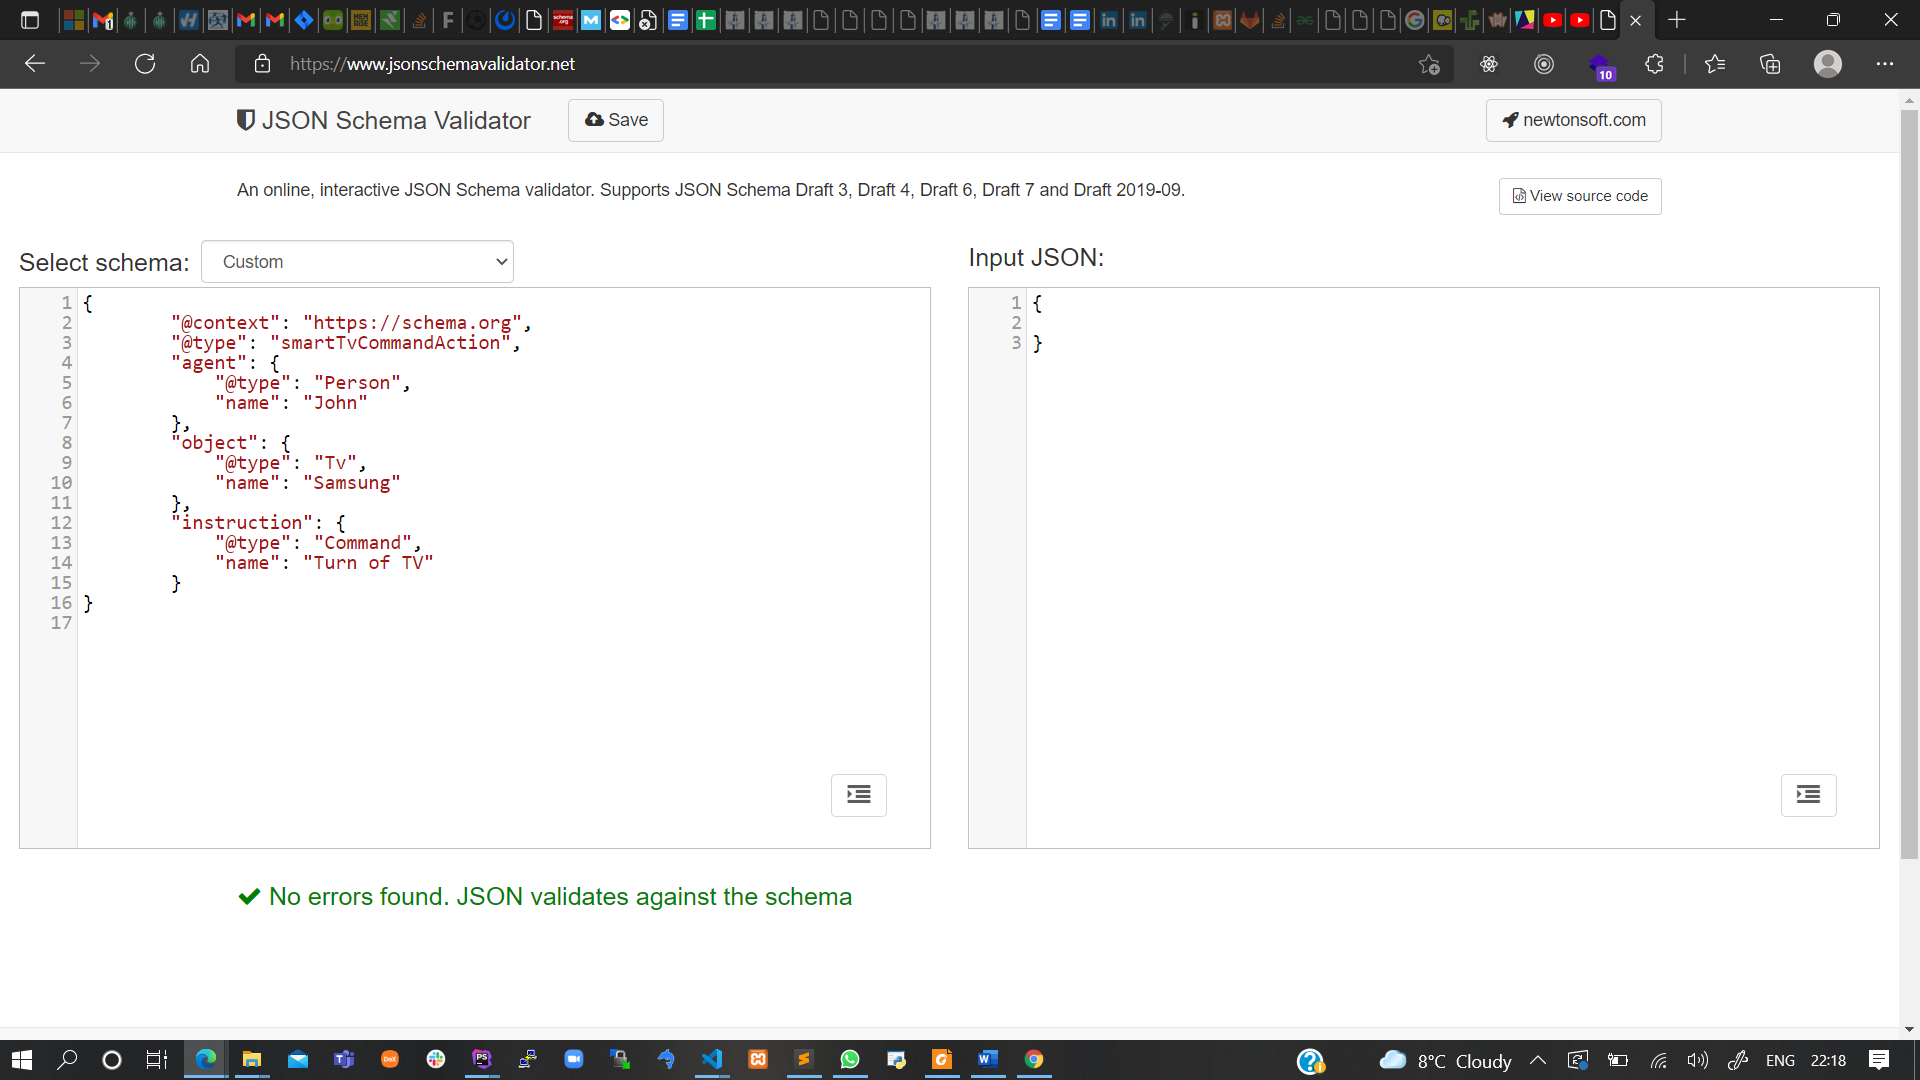 https://www.jsonschemavalidator.net
10
JSON Schema Validator
Save
newtonsoft.com
An online, interactive JSON Schema validator. Supports JSON Schema Draft 3, Draft 4, Draft 6, Draft 7 and Draft 2019-09.
View source code
Select schema:
Custom
Input JSON:
1 {
2 "@context": "https://schema.org",
3 "@type": "smartTvCommandAction",
4 "agent": {
5 "@type": "Person",
6 "name": "John"
7 },
8 "object": {
9 "@type": "Tv",
10 "name": "Samsung"
11 },
12 "instruction": {
13 "@type": "Command",
14 "name": "Turn of TV"
15 }
16 }
17
1 {
2
3 }
No errors found. JSON validates against the schema
8°C Cloudy
ENG
22:18